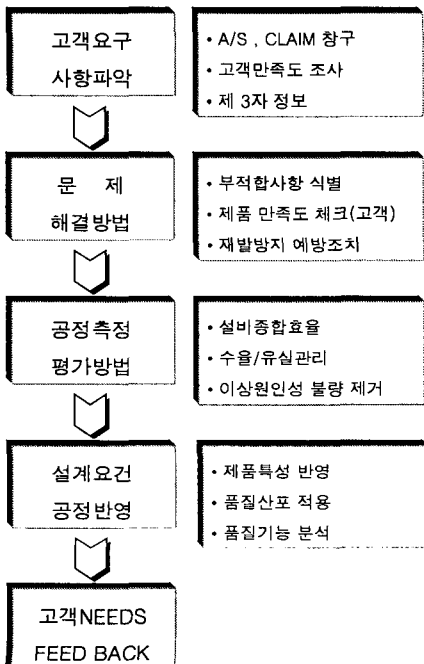 고객요구
사항파악
• A/S , CLAIM 창구
• 고객만족도 조사
• 제 3자 정보
문 제
해결방법
• 부적합사항 식별
• 제품 만족도 체크(고객)
• 재발방지 예방조치
공정측정
평가방법
• 설비종합효율
• 수율/유실관리
• 이상원인성 불량 제거
설계요건
공정반영
• 제품특성 반영
• 품질산포 적용
• 품질기능 분석
고객NEEDS
FEED BACK